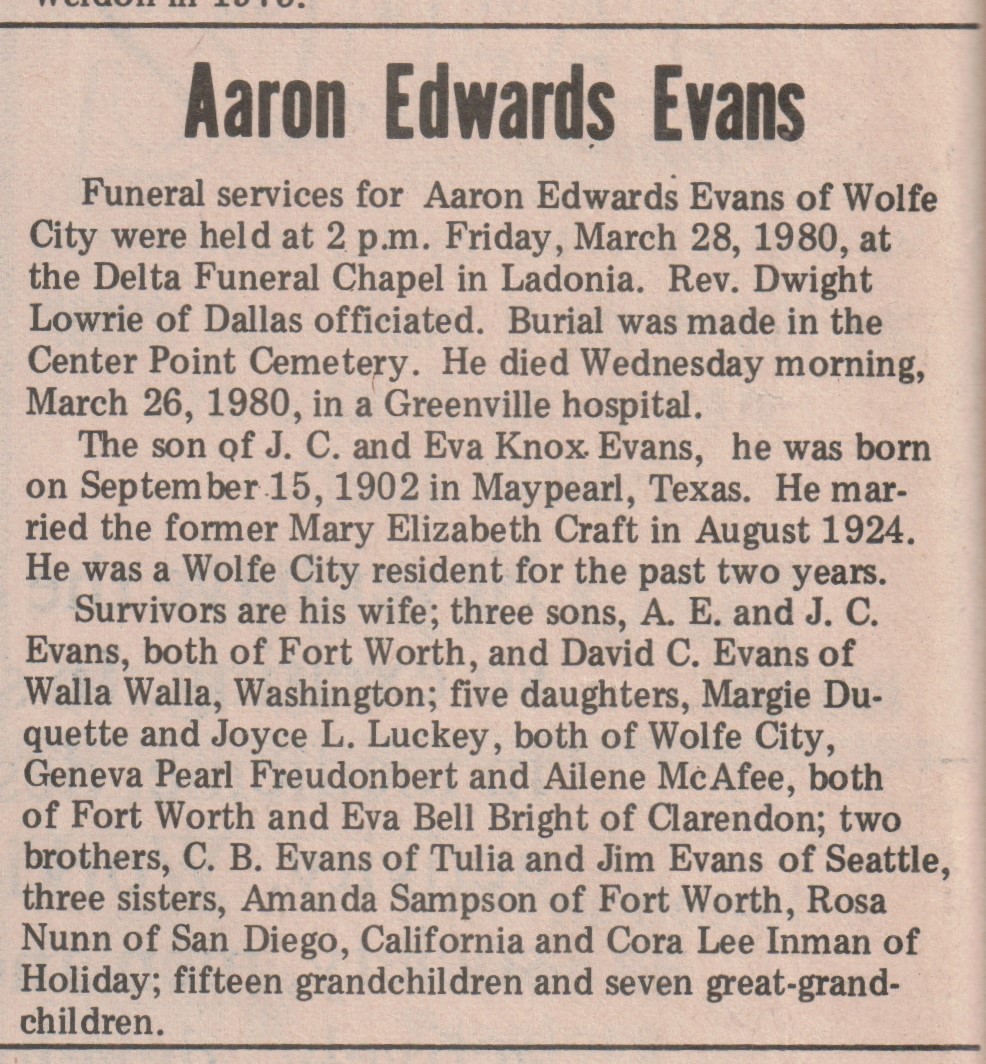 weldon in 1975.
Aaron Edwards Evans
Funeral services for Aaron Edwards Evans of Wolfe
City were held at 2 p.m. Friday, March 28, 1980, at
the Delta Funeral Chapel in Ladonia. Rev. Dwight
Lowrie of Dallas officiated. Burial was made in the
Center Point Cemetery. He died Wednesday morning,
March 26, 1980, in a Greenville hospital.
The son of J. C. and Eva Knox Evans, he was born
on September 15, 1902 in Maypearl, Texas. He mar-
ried the former Mary Elizabeth Craft in August 1924.
He was a Wolfe City resident for the past two years.
Survivors are his wife; three sons, A. E. and J. C.
Evans, both of Fort Worth, and David C. Evans of
Walla Walla, Washington; five daughters, Margie Du-
quette and Joyce L. Luckey, both of Wolfe City,
Geneva Pearl Freudonbert and Ailene McAfee, both
of Fort Worth and Eva Bell Bright of Clarendon; two
brothers, C. B. Evans of Tulia and Jim Evans of Seattle,
three sisters, Amanda Sampson of Fort Worth, Rosa
Nunn of San Diego, California and Cora Lee Inman of
Holiday; fifteen grandchildren and seven great-grand-
children.